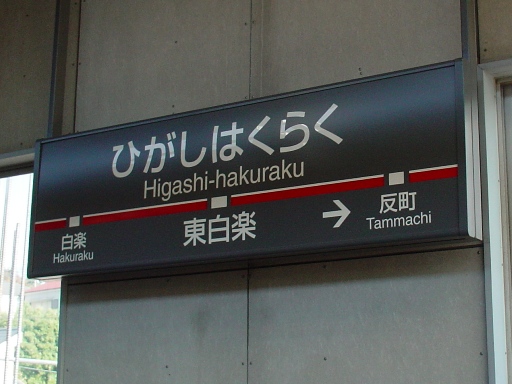 ひがしはくらく
Higashi-hakuraku
白楽
Hakuraku
東白楽
→
反町
Tammachi